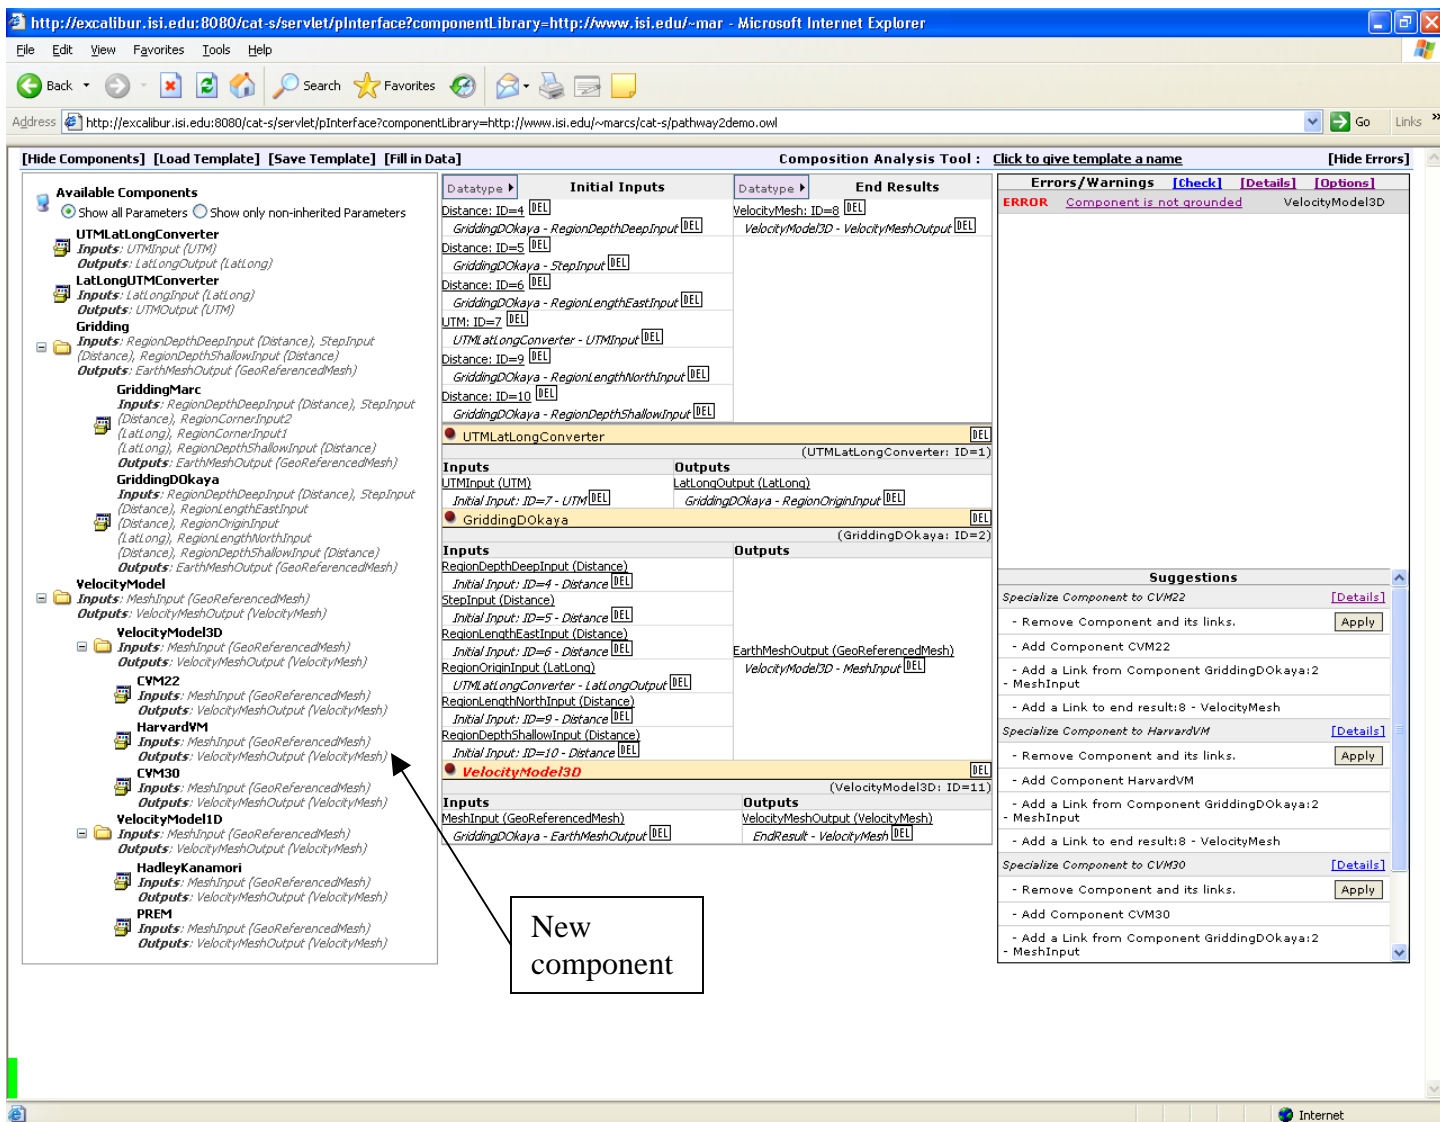 http://excalibur.isi.edu:8080/cat-s/servlet/pInterface?componentLibrary=http://www.isi.edu/~mar - Microsoft Internet Explorer
File Edit View Favorites Tools Help
Back Search Favorites
Address http://excalibur.isi.edu:8080/cat-s/servlet/pInterface?componentLibrary=http://www.isi.edu/~marcs/cat-s/pathway2demo.owl Go Links »
[Hide Components] [Load Template] [Save Template] [Fill in Data] Composition Analysis Tool : Click to give template a name [Hide Errors]
Available Components
Show all Parameters Show only non-inherited Parameters
UTMLatLongConverter
Inputs: UTMInput (UTM)
Outputs: LatLongOutput (LatLong)
LatLongUTMConverter
Inputs: LatLongInput (LatLong)
Outputs: UTMOutput (UTM)
Gridding
Inputs: RegionDepthDeepInput (Distance), StepInput
(Distance), RegionDepthShallowInput (Distance)
Outputs: EarthMeshOutput (GeoReferencedMesh)
GriddingMarc
Inputs: RegionDepthDeepInput (Distance), StepInput
(Distance), RegionCornerInput2
(LatLong), RegionCornerInput1
(LatLong), RegionDepthShallowInput (Distance)
Outputs: EarthMeshOutput (GeoReferencedMesh)
GriddingDOkaya
Inputs: RegionDepthDeepInput (Distance), StepInput
(Distance), RegionLengthEastInput
(Distance), RegionOriginInput
(LatLong), RegionLengthNorthInput
(Distance), RegionDepthShallowInput (Distance)
Outputs: EarthMeshOutput (GeoReferencedMesh)
VelocityModel
Inputs: MeshInput (GeoReferencedMesh)
Outputs: VelocityMeshOutput (VelocityMesh)
VelocityModel3D
Inputs: MeshInput (GeoReferencedMesh)
Outputs: VelocityMeshOutput (VelocityMesh)
CVM22
Inputs: MeshInput (GeoReferencedMesh)
Outputs: VelocityMeshOutput (VelocityMesh)
HarvardVM
Inputs: MeshInput (GeoReferencedMesh)
Outputs: VelocityMeshOutput (VelocityMesh)
CVM30
Inputs: MeshInput (GeoReferencedMesh)
Outputs: VelocityMeshOutput (VelocityMesh)
VelocityModel1D
Inputs: MeshInput (GeoReferencedMesh)
Outputs: VelocityMeshOutput (VelocityMesh)
HadleyKanamori
Inputs: MeshInput (GeoReferencedMesh)
Outputs: VelocityMeshOutput (VelocityMesh)
PREM
Inputs: MeshInput (GeoReferencedMesh)
Outputs: VelocityMeshOutput (VelocityMesh)
Datatype Initial Inputs
Distance: ID=4 DEL
GriddingDOkaya - RegionDepthDeepInput DEL
Distance: ID=5 DEL
GriddingDOkaya - StepInput DEL
Distance: ID=6 DEL
GriddingDOkaya - RegionLengthEastInput DEL
UTM: ID=7 DEL
UTMLatLongConverter - UTMInput DEL
Distance: ID=9 DEL
GriddingDOkaya - RegionLengthNorthInput DEL
Distance: ID=10 DEL
GriddingDOkaya - RegionDepthShallowInput DEL
Datatype End Results
VelocityMesh: ID=8 DEL
VelocityModel3D - VelocityMeshOutput DEL
UTMLatLongConverter DEL
(UTMLatLongConverter: ID=1)
Inputs Outputs
UTMInput (UTM) LatLongOutput (LatLong)
Initial Input: ID=7 - UTM DEL GriddingDOkaya - RegionOriginInput DEL
GriddingDOkaya DEL
(GriddingDOkaya: ID=2)
Inputs Outputs
RegionDepthDeepInput (Distance)
Initial Input: ID=4 - Distance DEL
StepInput (Distance)
Initial Input: ID=5 - Distance DEL
RegionLengthEastInput (Distance)
Initial Input: ID=6 - Distance DEL
RegionOriginInput (LatLong)
UTMLatLongConverter - LatLongOutput DEL
RegionLengthNorthInput (Distance)
Initial Input: ID=9 - Distance DEL
RegionDepthShallowInput (Distance)
Initial Input: ID=10 - Distance DEL
EarthMeshOutput (GeoReferencedMesh)
VelocityModel3D - MeshInput DEL
VelocityModel3D DEL
(VelocityModel3D: ID=11)
Inputs Outputs
MeshInput (GeoReferencedMesh) VelocityMeshOutput (VelocityMesh)
GriddingDOkaya - EarthMeshOutput DEL EndResult - VelocityMesh DEL
New
component
Errors/Warnings [Check] [Details] [Options]
ERROR Component is not grounded VelocityModel3D
Suggestions
Specialize Component to CVM22 [Details]
- Remove Component and its links. Apply
- Add Component CVM22
- Add a Link from Component GriddingDOkaya:2
- MeshInput
- Add a Link to end result:8 - VelocityMesh
Specialize Component to HarvardVM [Details]
- Remove Component and its links. Apply
- Add Component HarvardVM
- Add a Link from Component GriddingDOkaya:2
- MeshInput
- Add a Link to end result:8 - VelocityMesh
Specialize Component to CVM30 [Details]
- Remove Component and its links. Apply
- Add Component CVM30
- Add a Link from Component GriddingDOkaya:2
- MeshInput
Internet